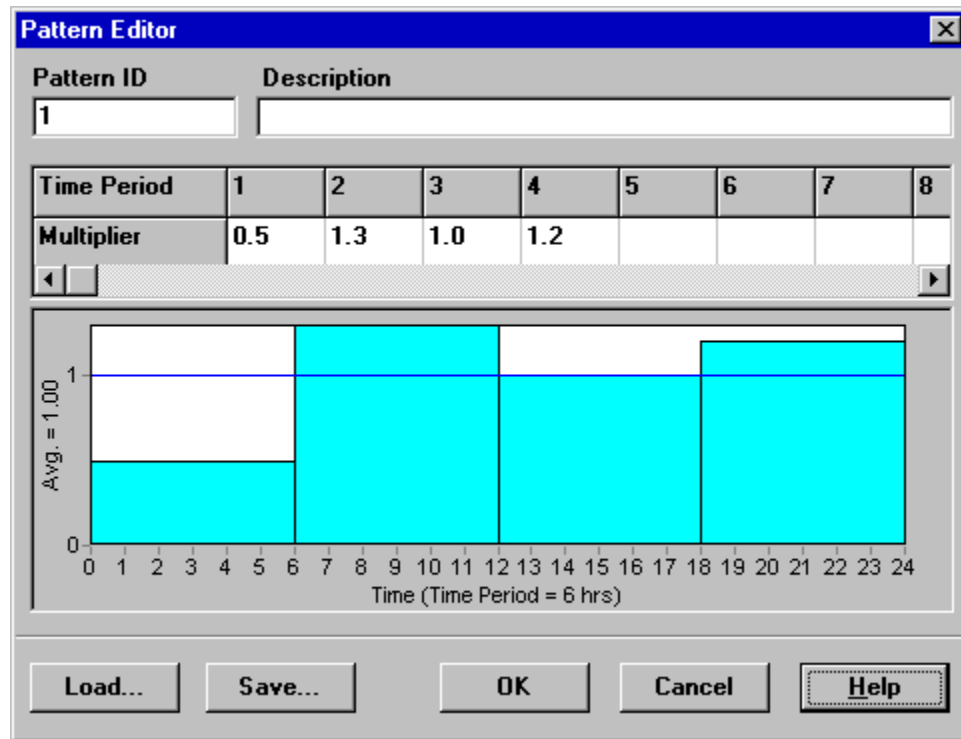 Pattern Editor
Pattern ID Description
1
Time Period 1 2 3 4 5 6 7 8
Multiplier 0.5 1.3 1.0 1.2
Avg. = 1.00
1
0
0 1 2 3 4 5 6 7 8 9 10 11 12 13 14 15 16 17 18 19 20 21 22 23 24
Time (Time Period = 6 hrs)
Load... Save... OK Cancel Help